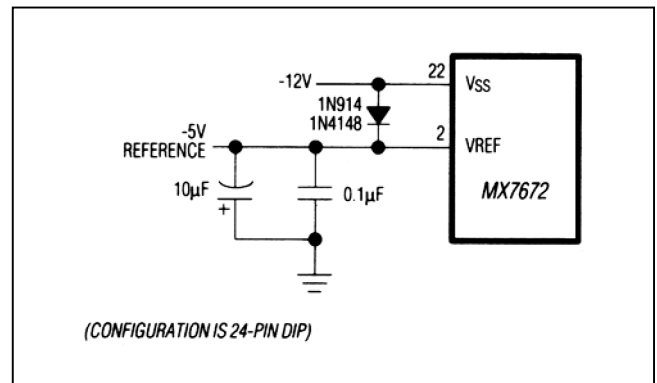 -12V
22
VSS
1N914
1N4148
-5V
REFERENCE
2
VREF
10µF
+
0.1µF
MX7672
(CONFIGURATION IS 24-PIN DIP)